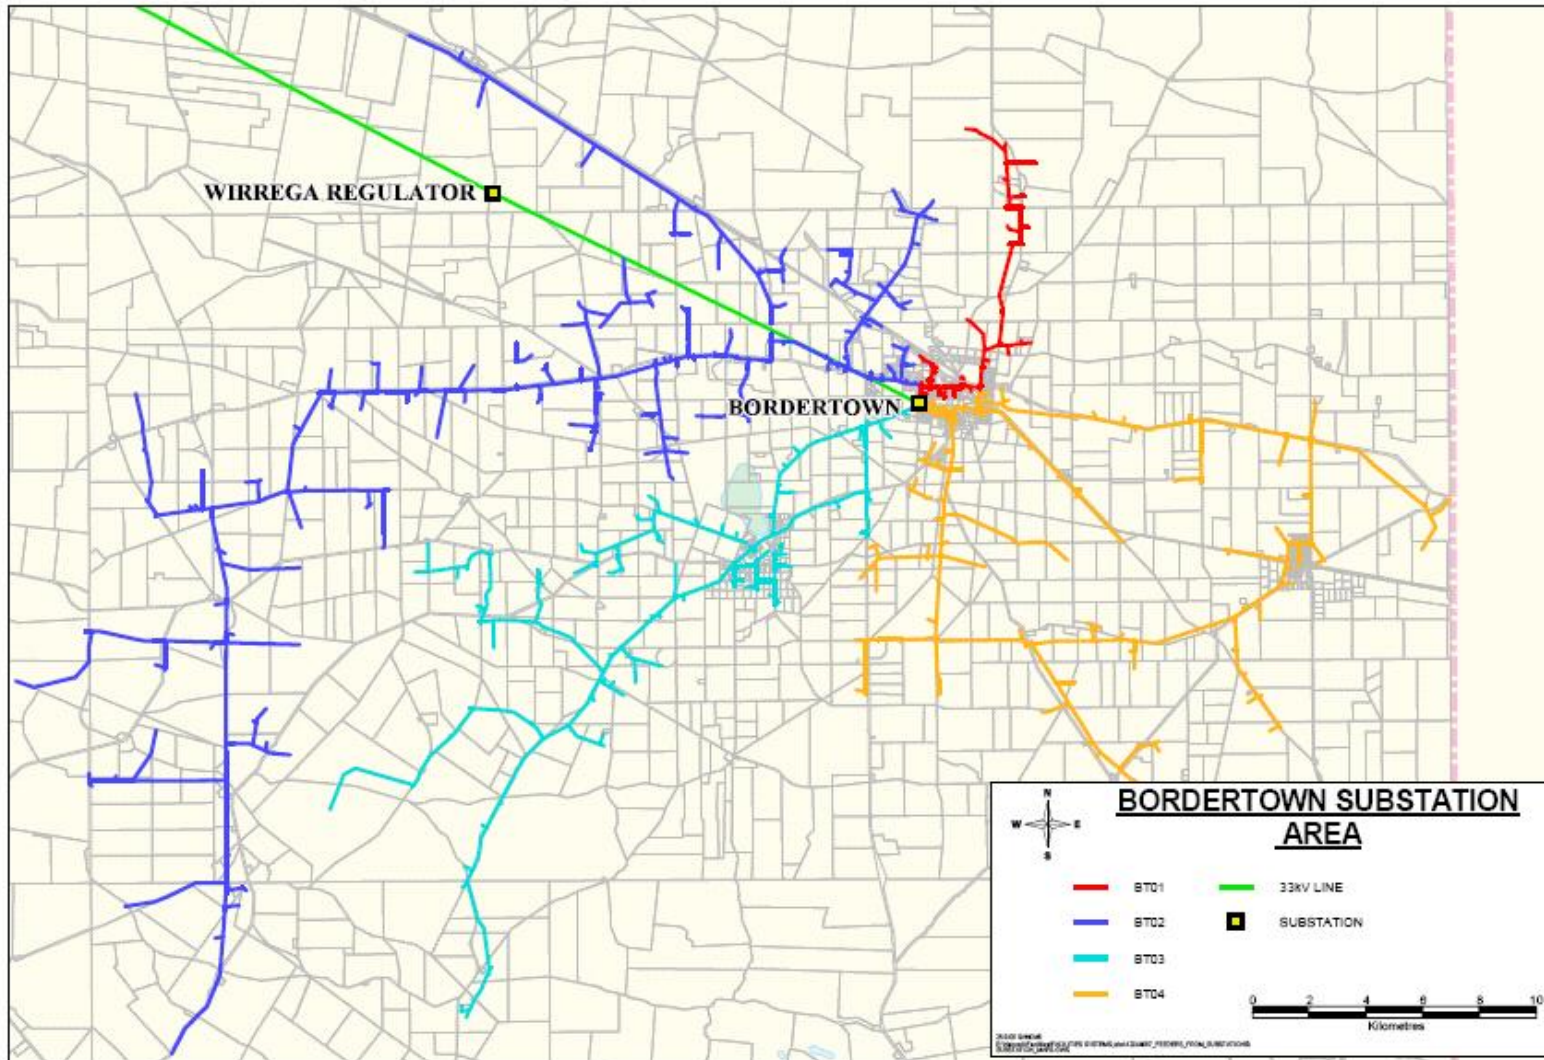 WIRREGA REGULATOR
BORDERTOWN
BORDERTOWN SUBSTATION
AREA
N
W E
S
BT01
33kV LINE
BT02
SUBSTATION
BT03
BT04
0 2 4 6 8 10
Kilometres